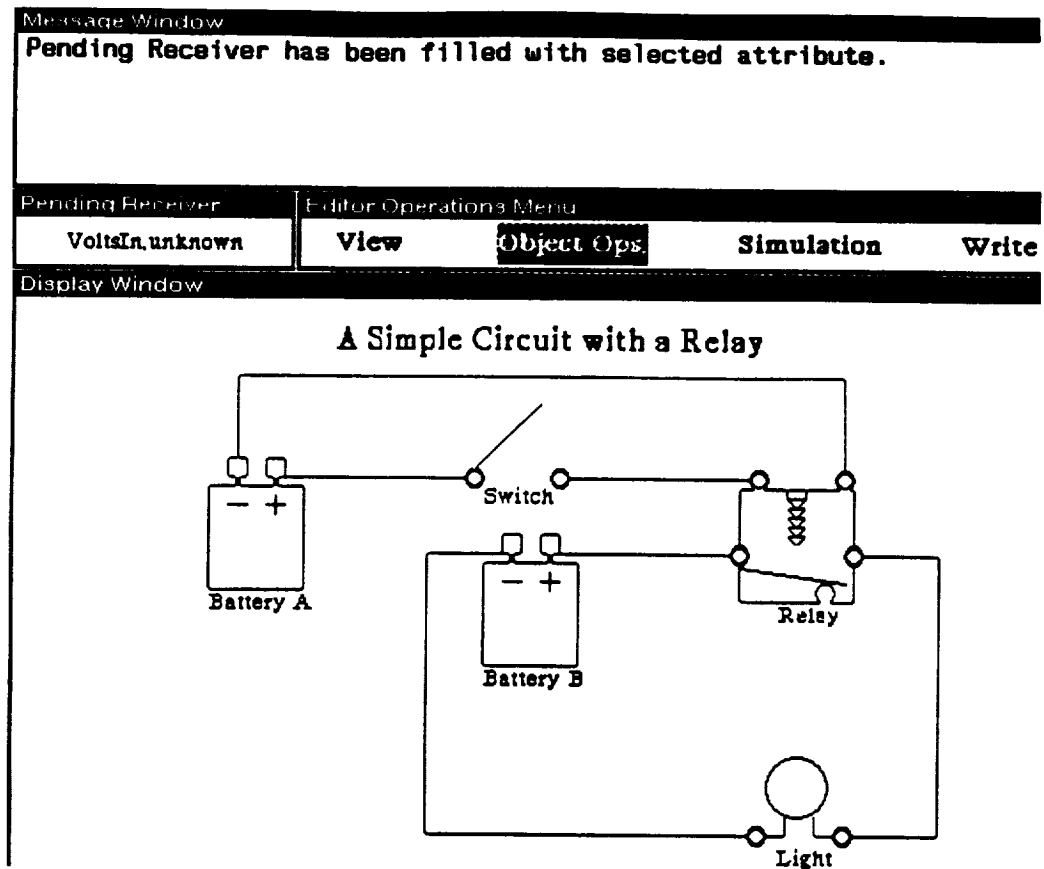 Message Window
Pending Receiver has been filled with selected attribute.
Pending Receiver
Editor Operations Menu
VoltsIn,unknown
View
Object Ops.
Simulation
Write
Display Window
A Simple Circuit with a Relay
− +
Switch
Battery A
− +
Relay
Battery B
Light